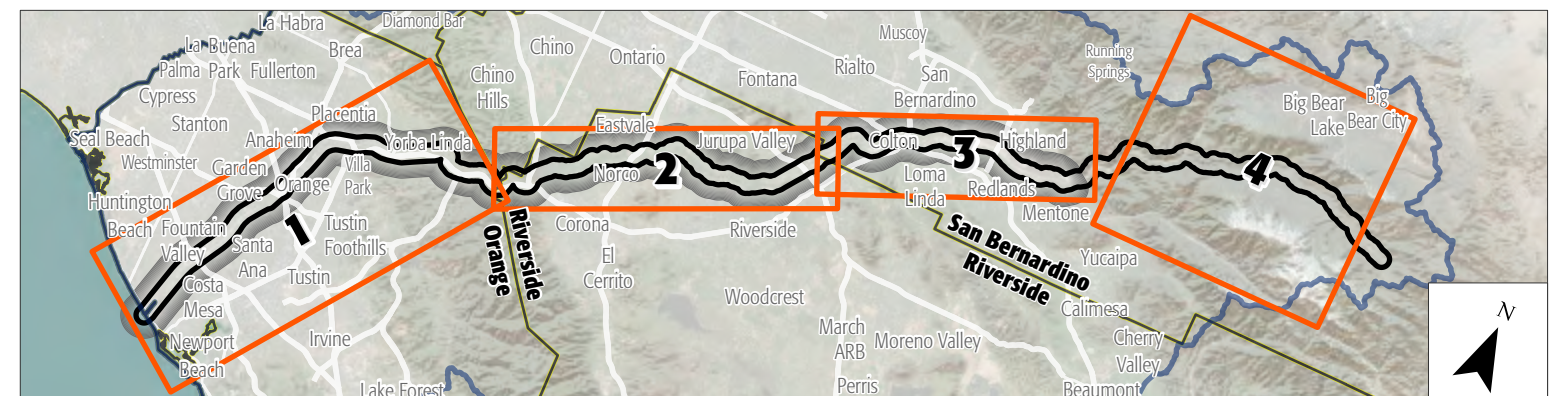 La Habra
Diamond Bar
La Buena
Park
Palma
Brea
Fullerton
Cypress
Chino
Ontario
Chino
Hills
Fontana
Rialto
Muscoy
San
Bernardino
Running
Springs
Big Bear
Lake
Big
Bear City
Placentia
Stanton
Seal Beach
Anaheim
Yorba Linda
Eastvale
Jurupa Valley
Colton
Highland
Westminster
Garden
Grove
Villa
Park
Orange
Norco
2
3
4
Loma
Linda
Redlands
Mentone
Huntington
Beach
Fountain
Valley
1
Tustin
Foothills
Santa
Ana
Tustin
Costa
Mesa
Riverside
Orange
Corona
Riverside
El
Cerrito
San Bernardino
Riverside
Yucaipa
Woodcrest
Calimesa
Newport
Beach
Irvine
March
ARB
Moreno Valley
Cherry
Valley
Lake Forest
Perris
Beaumont
N